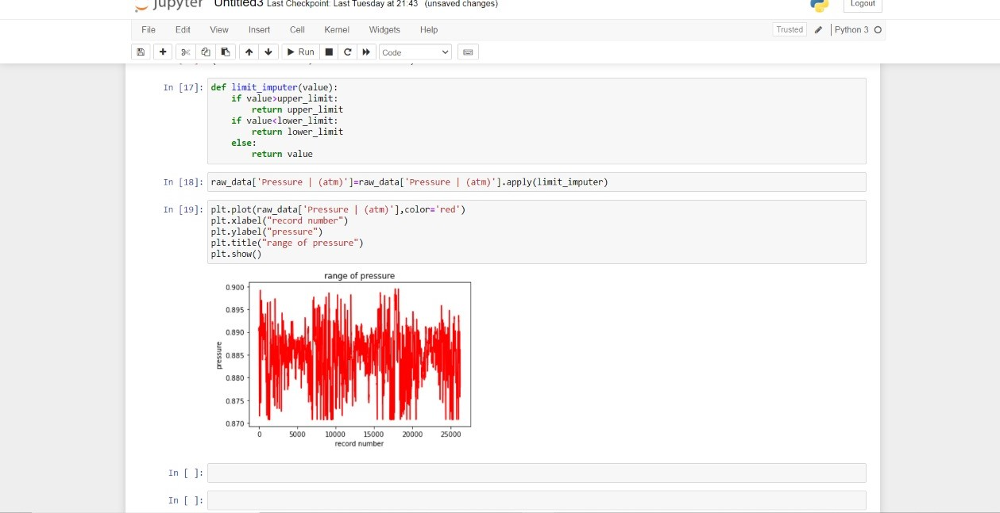 jupyter Untitled3 Last Checkpoint: Last Tuesday at 21:43 (unsaved changes) Logout
File Edit View Insert Cell Kernel Widgets Help Trusted Python 3
Run Code
In [17]: def limit_imputer(value):
    if value>upper_limit:
        return upper_limit
    if value<lower_limit:
        return lower_limit
    else:
        return value
In [18]: raw_data['Pressure | (atm)']=raw_data['Pressure | (atm)'].apply(limit_imputer)
In [19]: plt.plot(raw_data['Pressure | (atm)'],color='red')
plt.xlabel("record number")
plt.ylabel("pressure")
plt.title("range of pressure")
plt.show()
range of pressure
0.900
0.895
0.890
0.885
0.880
0.875
0.870
pressure
0 5000 10000 15000 20000 25000
record number
In [ ]:
In [ ]: